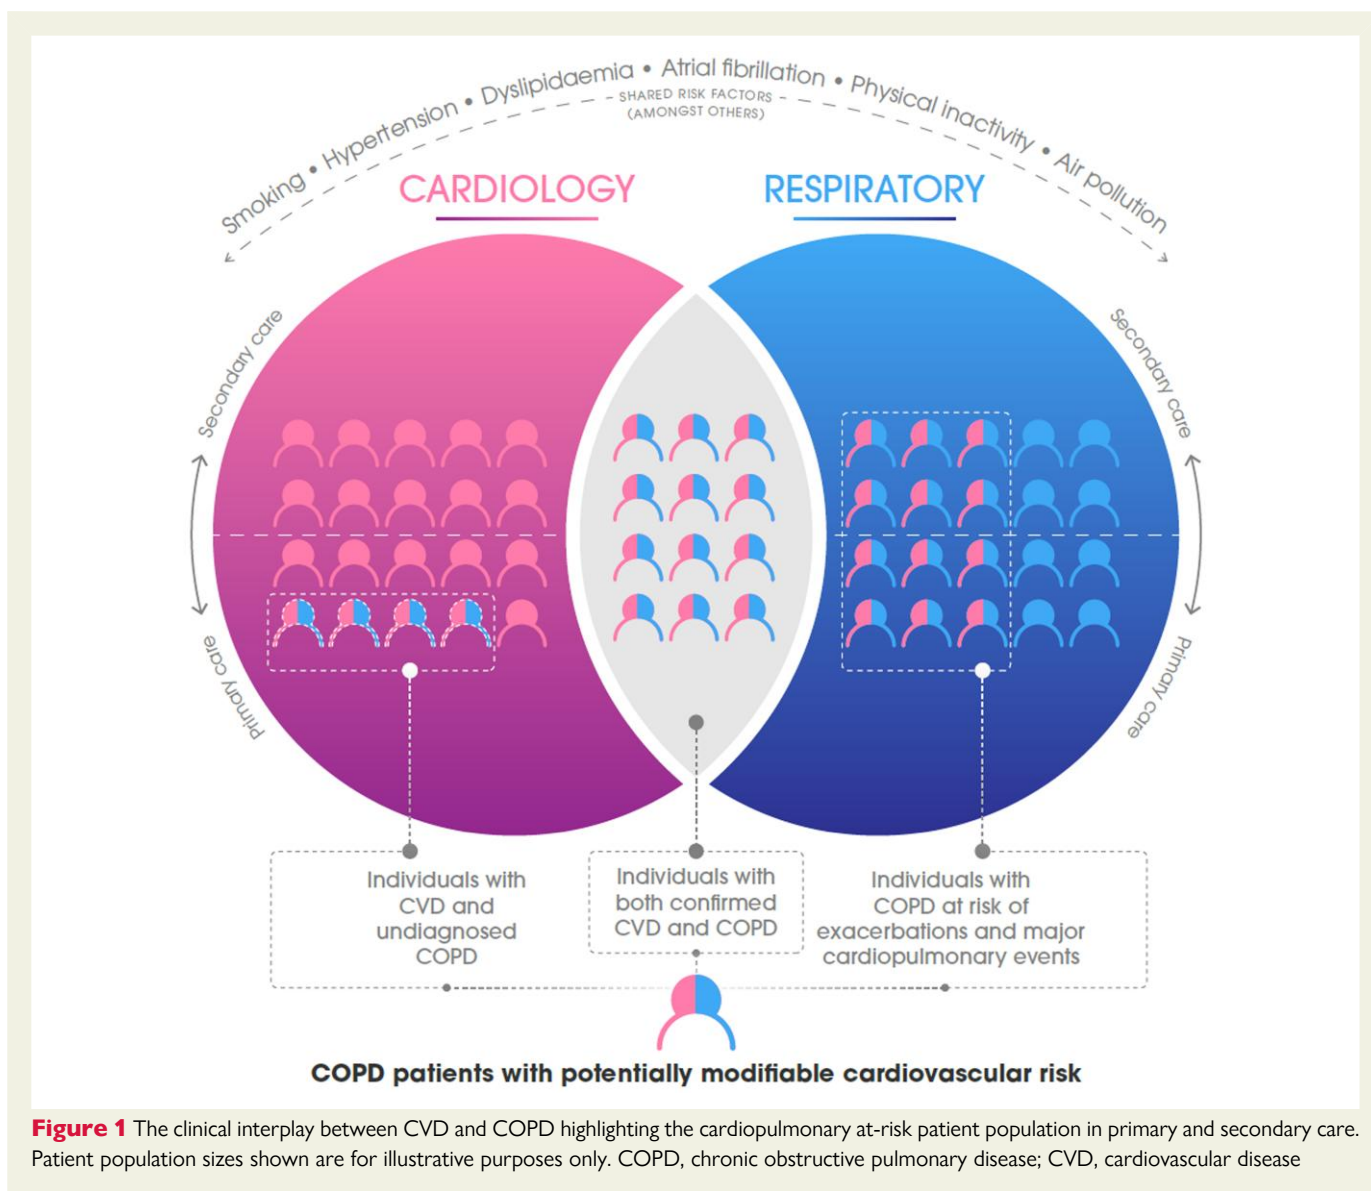 Smoking • Hypertension • Dyslipidaemia • Atrial fibrillation • Physical inactivity • Air pollution
SHARED RISK FACTORS
(AMONGST OTHERS)
CARDIOLOGY
RESPIRATORY
Secondary care
Secondary care
Primary care
Primary care
Individuals with
CVD and
undiagnosed
COPD
Individuals with
both confirmed
CVD and COPD
Individuals with
COPD at risk of
exacerbations and major
cardiopulmonary events
COPD patients with potentially modifiable cardiovascular risk
Figure 1 The clinical interplay between CVD and COPD highlighting the cardiopulmonary at-risk patient population in primary and secondary care.
Patient population sizes shown are for illustrative purposes only. COPD, chronic obstructive pulmonary disease; CVD, cardiovascular disease